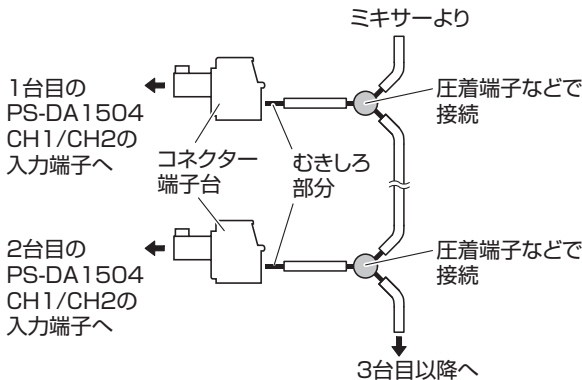 ミキサーより
1台目の
PS-DA1504
CH1/CH2の
入力端子へ
圧着端子などで
接続
コネクター
端子台
むきしろ
部分
2台目の
PS-DA1504
CH1/CH2の
入力端子へ
圧着端子などで
接続
3台目以降へ